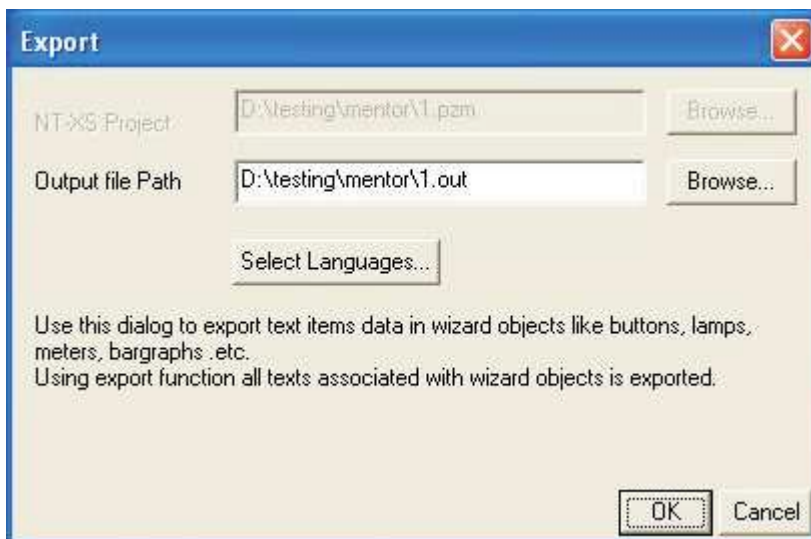 Export
NT-XS Project D:\testing\mentor\1.pzm Browse...
Output file Path D:\testing\mentor\1.out Browse...
Select Languages...
Use this dialog to export text items data in wizard objects like buttons, lamps,
meters, bargraphs .etc.
Using export function all texts associated with wizard objects is exported.
OK Cancel